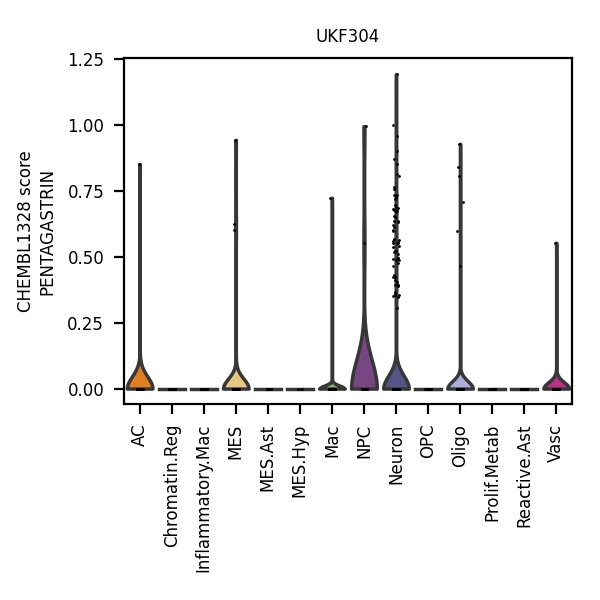 UKF304
CHEMBL1328 score
PENTAGASTRIN
1.25
1.00
0.75
0.50
0.25
0.00
AC
Chromatin.Reg
Inflammatory.Mac
MES
MES.Ast
MES.Hyp
Mac
NPC
Neuron
OPC
Oligo
Prolif.Metab
Reactive.Ast
Vasc